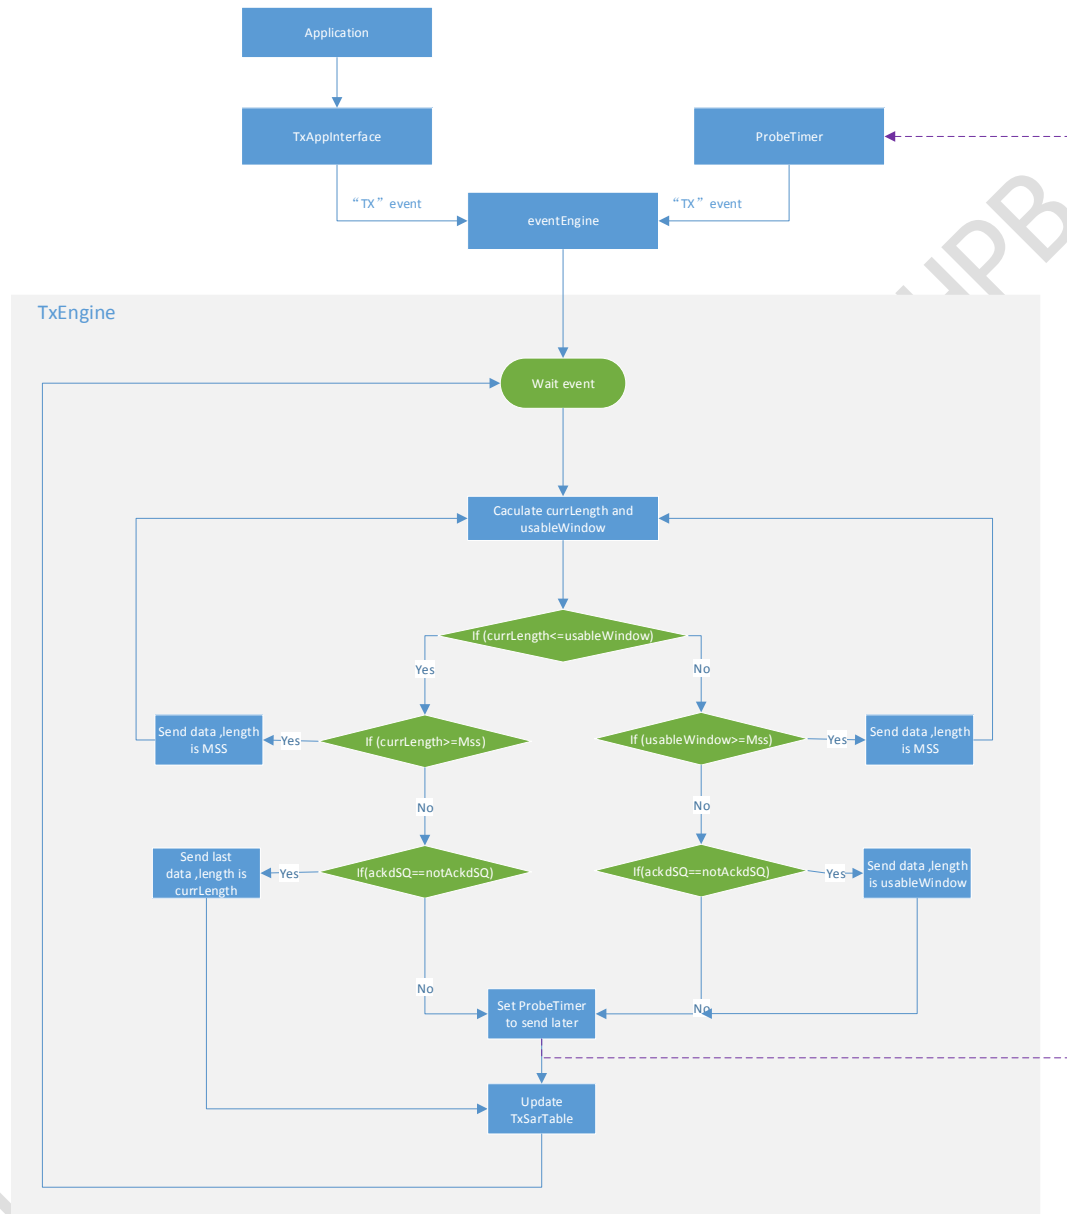 Application
TxAppInterface
ProbeTimer
“TX” event
“TX” event
eventEngine
HPB
TxEngine
Wait event
Caculate currLength and
usableWindow
If (currLength<=usableWindow)
Yes
No
Send data ,length
is MSS
Yes
If (currLength>=Mss)
If (usableWindow>=Mss)
Yes
Send data ,length
is MSS
No
No
Send last
data ,length is
currLength
Yes
If(ackdSQ==notAckdSQ)
If(ackdSQ==notAckdSQ)
Yes
Send data ,length
is usableWindow
No
No
Set ProbeTimer
to send later
Update
TxSarTable